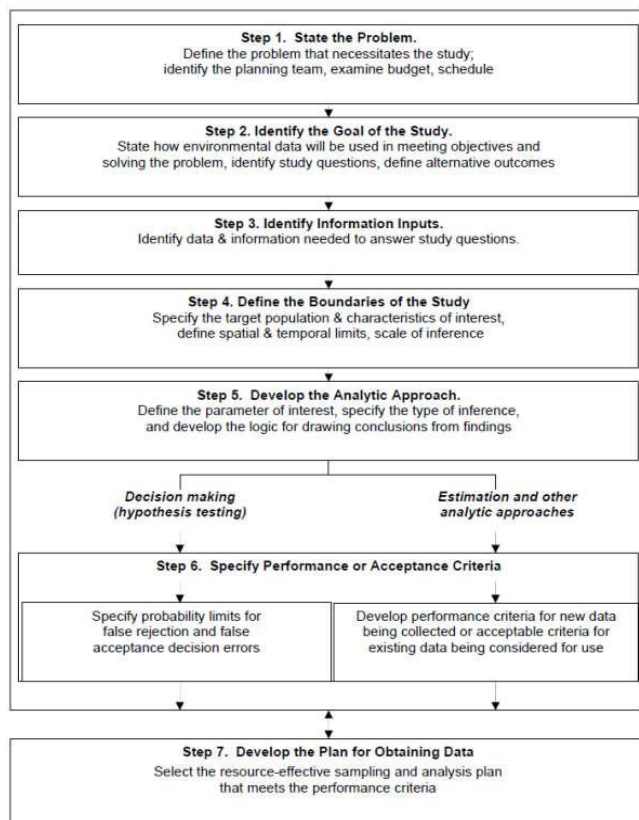 Step 1. State the Problem.
Define the problem that necessitates the study;
identify the planning team, examine budget, schedule
Step 2. Identify the Goal of the Study.
State how environmental data will be used in meeting objectives and
solving the problem, identify study questions, define alternative outcomes
Step 3. Identify Information Inputs.
Identify data & information needed to answer study questions.
Step 4. Define the Boundaries of the Study
Specify the target population & characteristics of interest,
define spatial & temporal limits, scale of inference
Step 5. Develop the Analytic Approach.
Define the parameter of interest, specify the type of inference,
and develop the logic for drawing conclusions from findings
Decision making
(hypothesis testing)
Estimation and other
analytic approaches
Step 6. Specify Performance or Acceptance Criteria
Specify probability limits for
false rejection and false
acceptance decision errors
Develop performance criteria for new data
being collected or acceptable criteria for
existing data being considered for use
Step 7. Develop the Plan for Obtaining Data
Select the resource-effective sampling and analysis plan
that meets the performance criteria